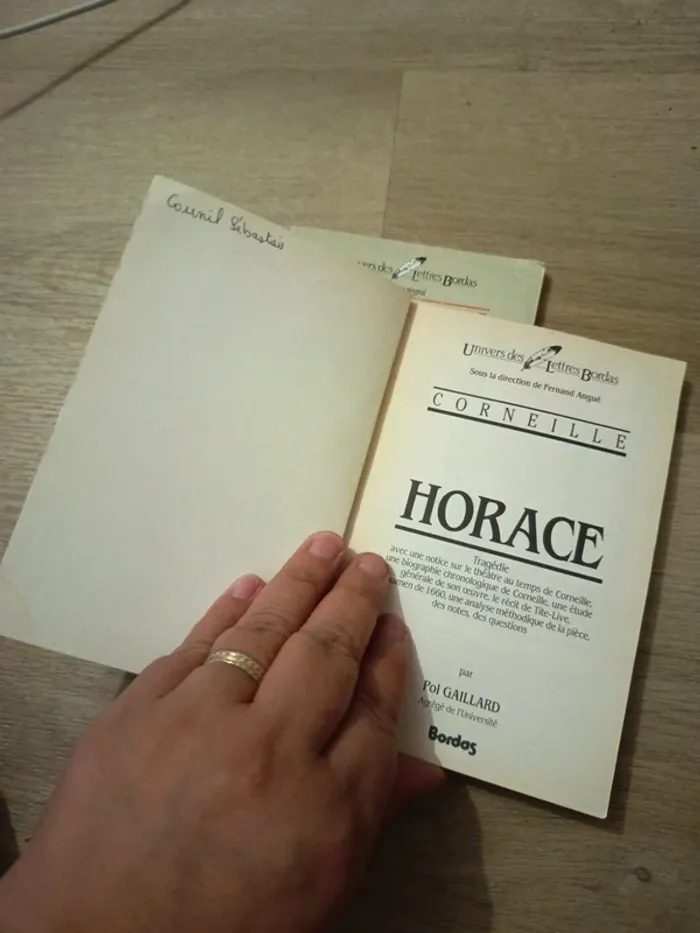 Counil Sébastien
vers des Lettres Bordas
Univers des Lettres Bordas
Sous la direction de Fernand Angué
CORNEILLE
HORACE
Tragédie
avec une notice sur le théâtre au temps de Corneille,
une biographie chronologique de Corneille, une étude
générale de son œuvre, le récit de Tite-Live,
amen de 1660, une analyse méthodique de la pièce,
des notes, des questions
par
Pol GAILLARD
Agrégé de l'Université
Bordas